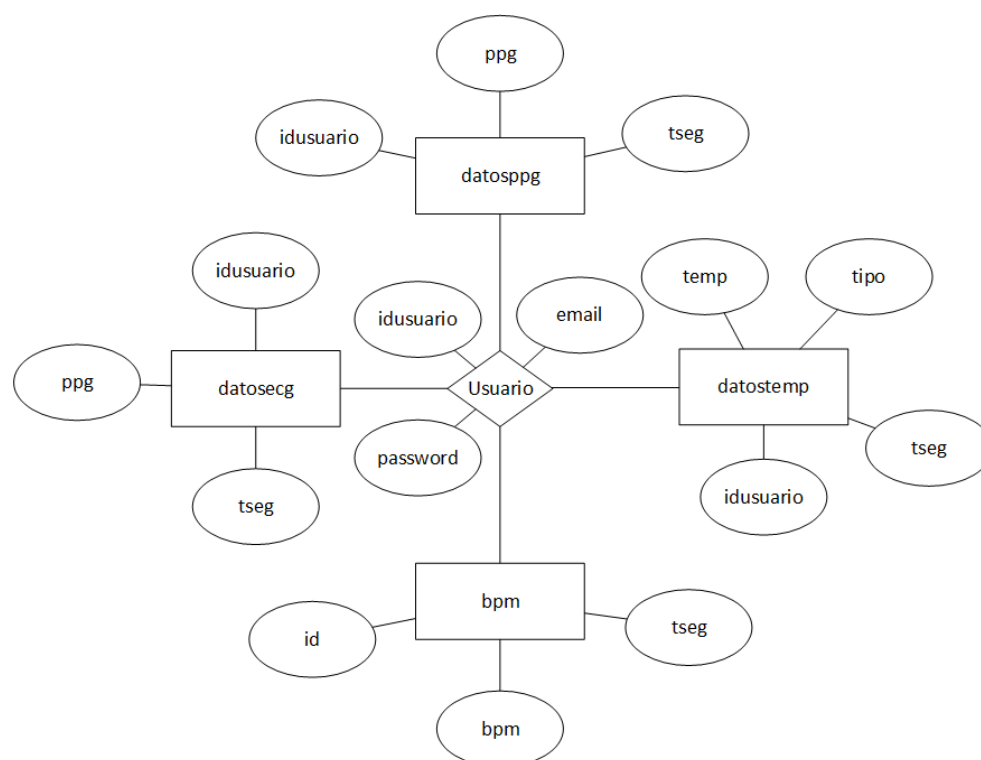 ppg
idusuario
tseg
datosppg
idusuario
temp
tipo
idusuario
email
ppg
datosecg
Usuario
datostemp
password
tseg
tseg
idusuario
bpm
id
tseg
bpm